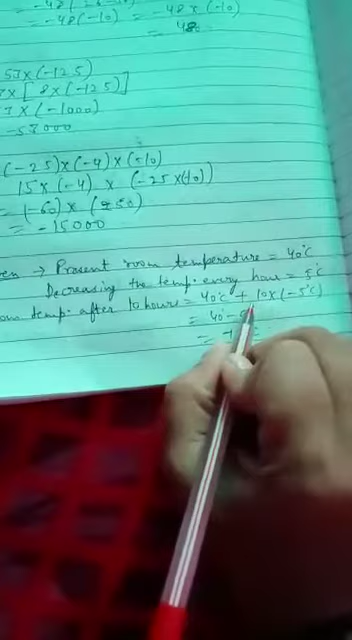 = -48(-10) = -48 x (-10)
= 480
53 x (-125)
x [8 x (-125)]
x (-1000)
-53000
(-25) x (-4) x (-10)
15 x (-4) x (-25 x (10))
= (-60) x (250)
= -15000
→ Present room temperature = 40°C
Decreasing the temp. every hour = 5°C
temp. after 10 hours = 40°C + 10x(-5°C)
= 40 -
=